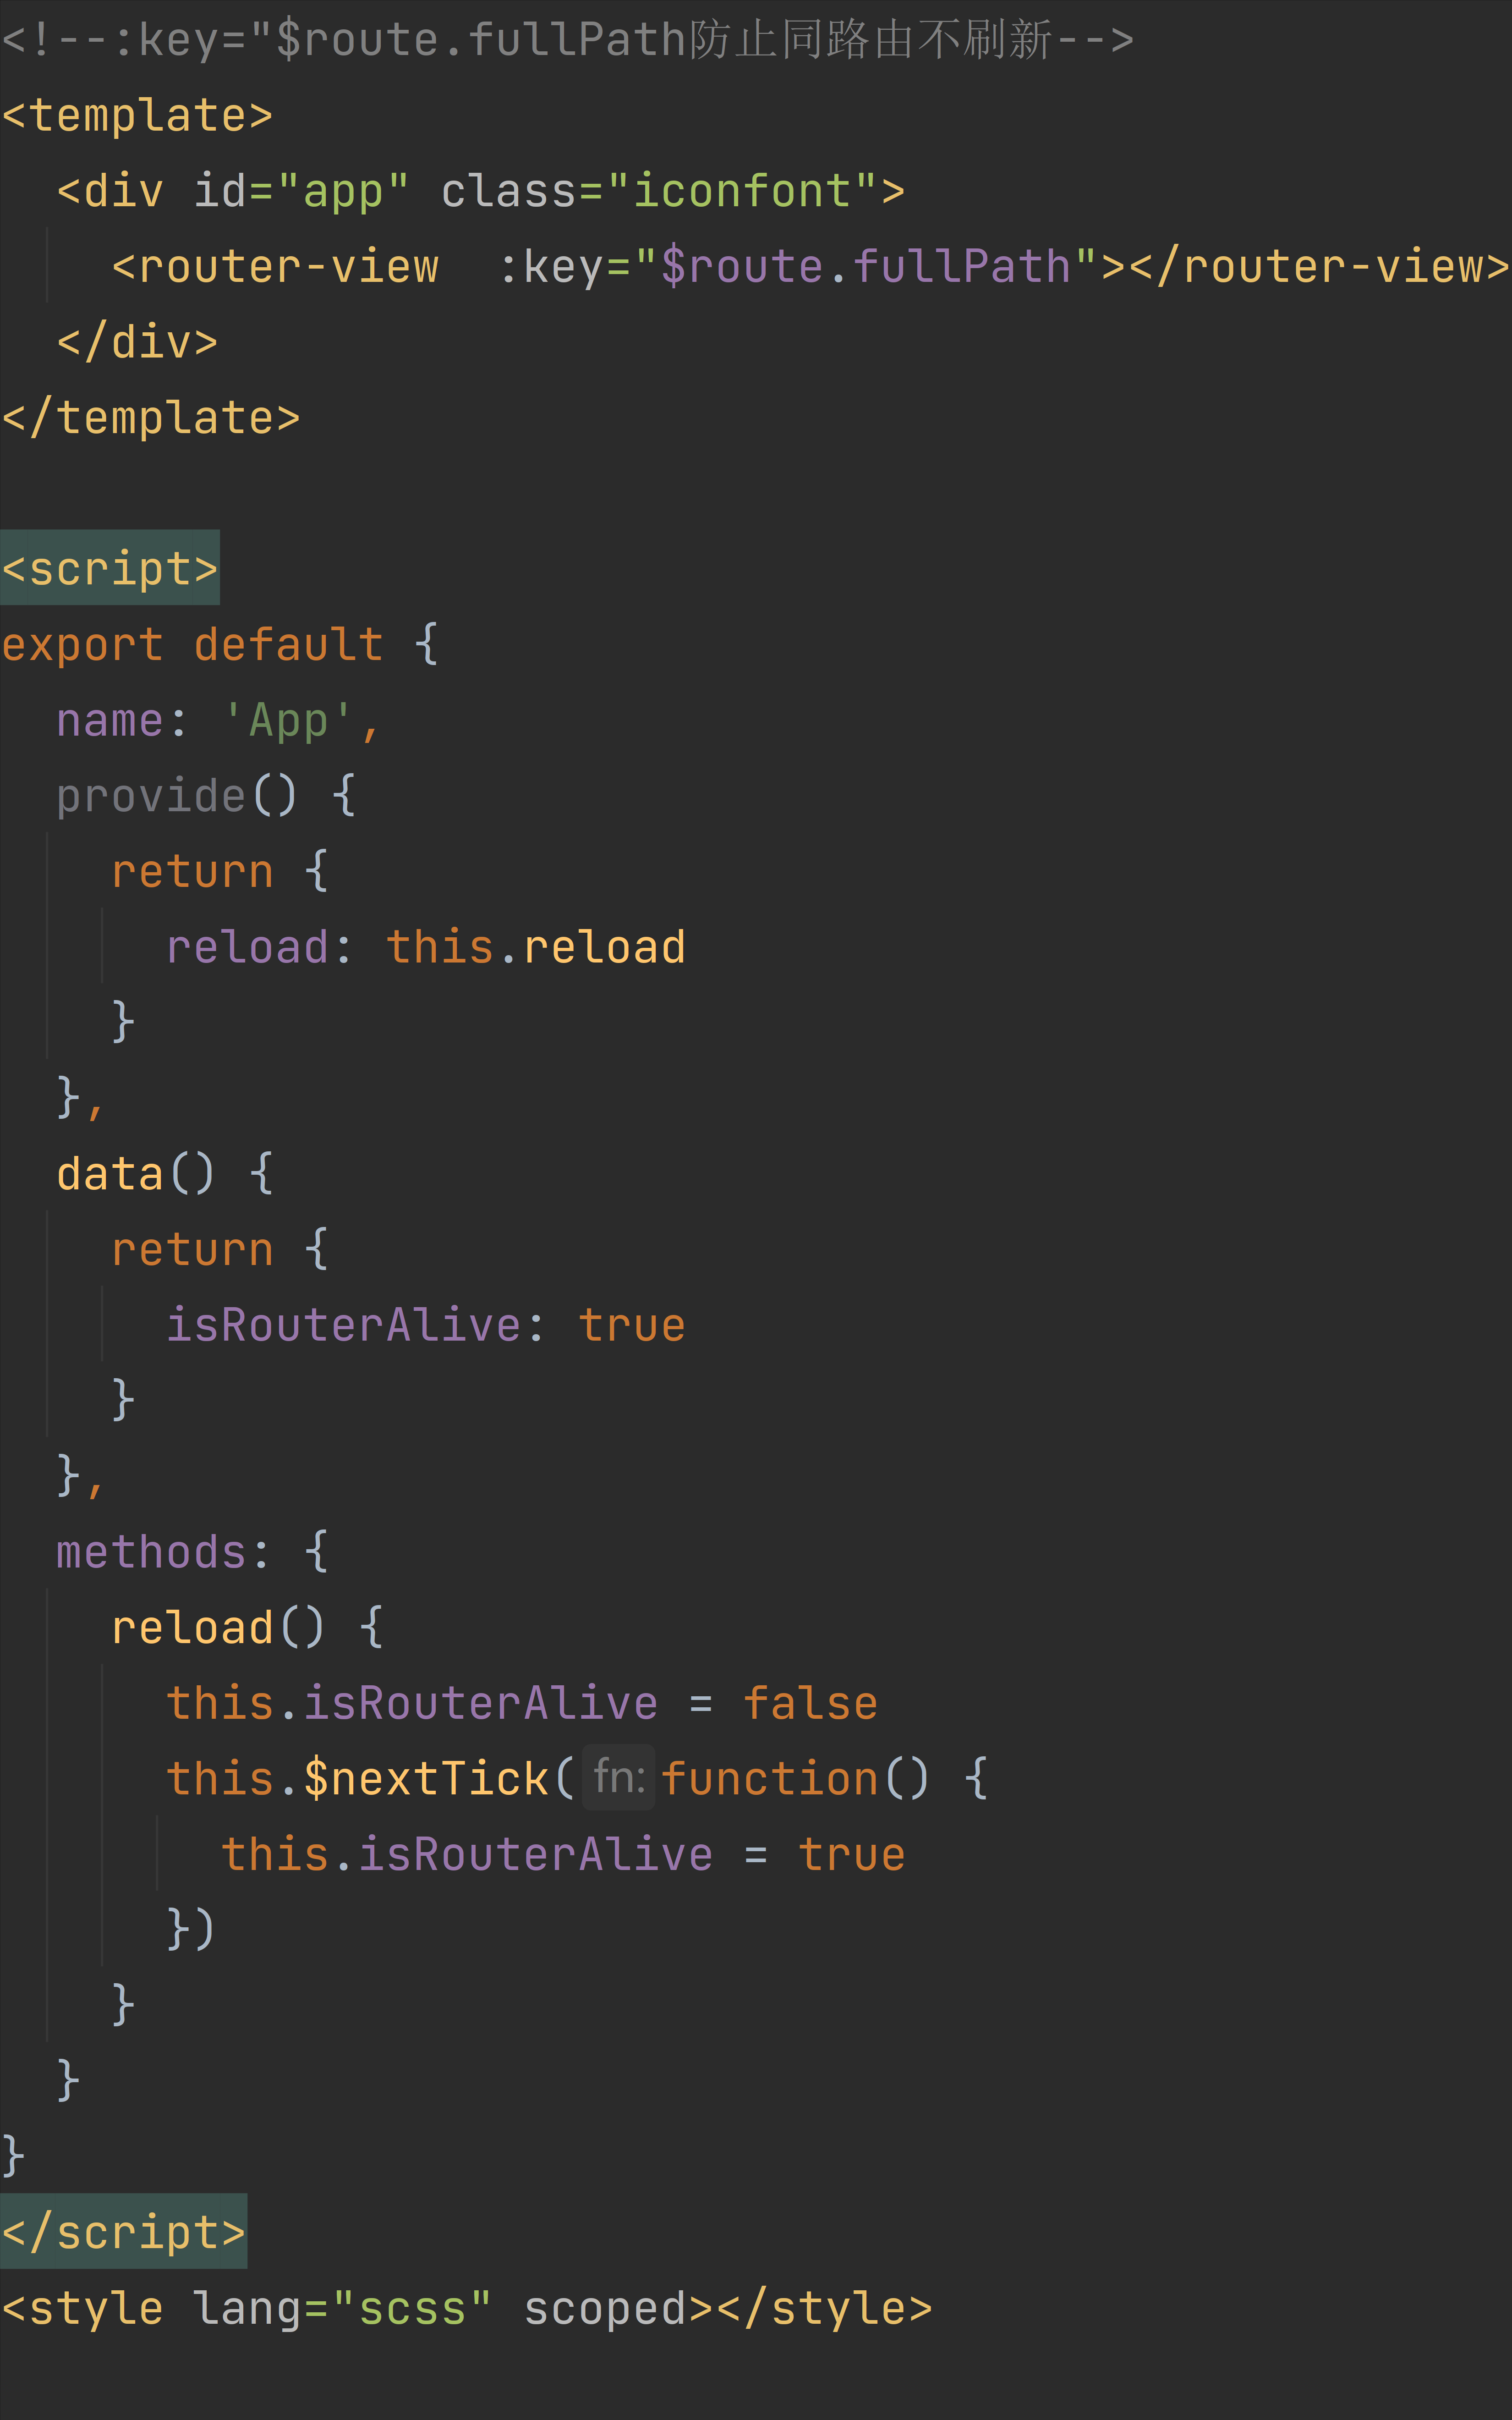 <!--:key="$route.fullPath防止同路由不刷新-->
<template>
  <div id="app" class="iconfont">
    <router-view  :key="$route.fullPath"></router-view>
  </div>
</template>

<script>
export default {
  name: 'App',
  provide() {
    return {
      reload: this.reload
    }
  },
  data() {
    return {
      isRouterAlive: true
    }
  },
  methods: {
    reload() {
      this.isRouterAlive = false
      this.$nextTick( fn: function() {
        this.isRouterAlive = true
      })
    }
  }
}
</script>
<style lang="scss" scoped></style>